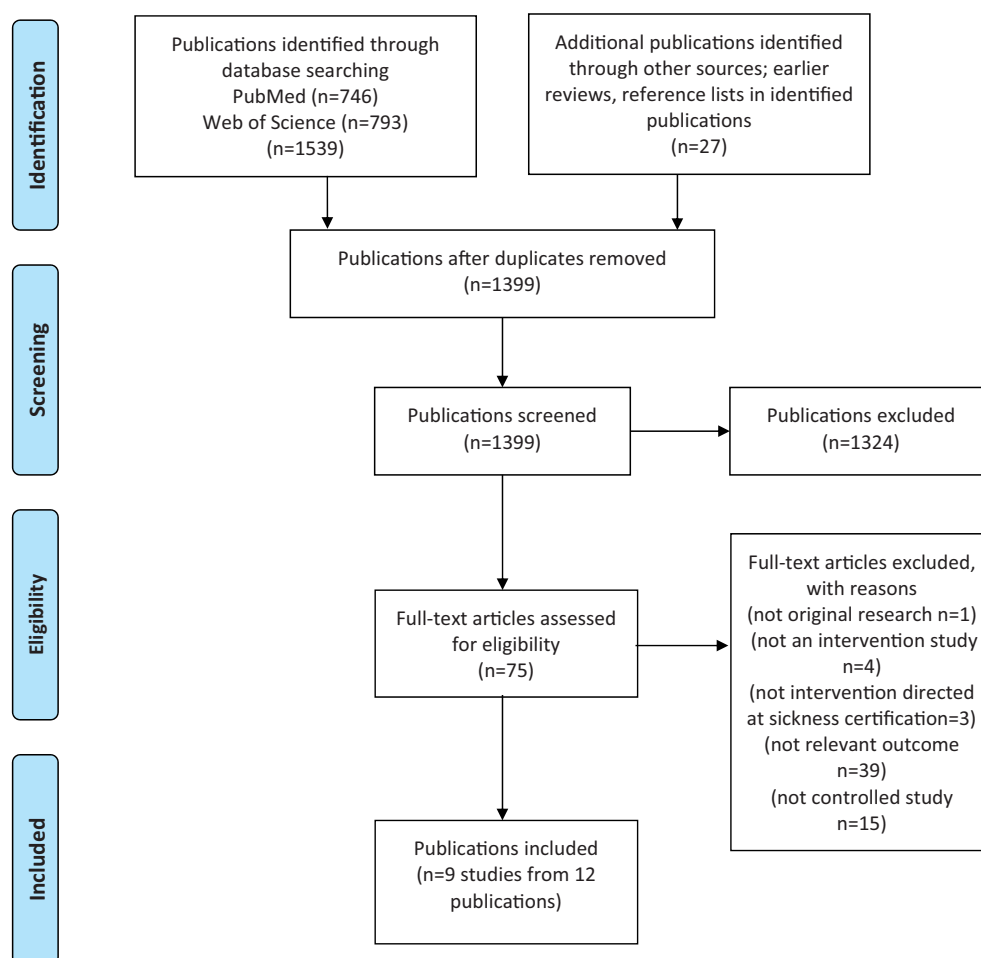 Identification
Publications identified through
database searching
PubMed (n=746)
Web of Science (n=793)
(n=1539)
Additional publications identified
through other sources; earlier
reviews, reference lists in identified
publications
(n=27)
Publications after duplicates removed
(n=1399)
Screening
Publications screened
(n=1399)
Publications excluded
(n=1324)
Eligibility
Full-text articles assessed
for eligibility
(n=75)
Full-text articles excluded,
with reasons
(not original research n=1)
(not an intervention study
n=4)
(not intervention directed
at sickness certification=3)
(not relevant outcome
n=39)
(not controlled study
n=15)
Included
Publications included
(n=9 studies from 12
publications)